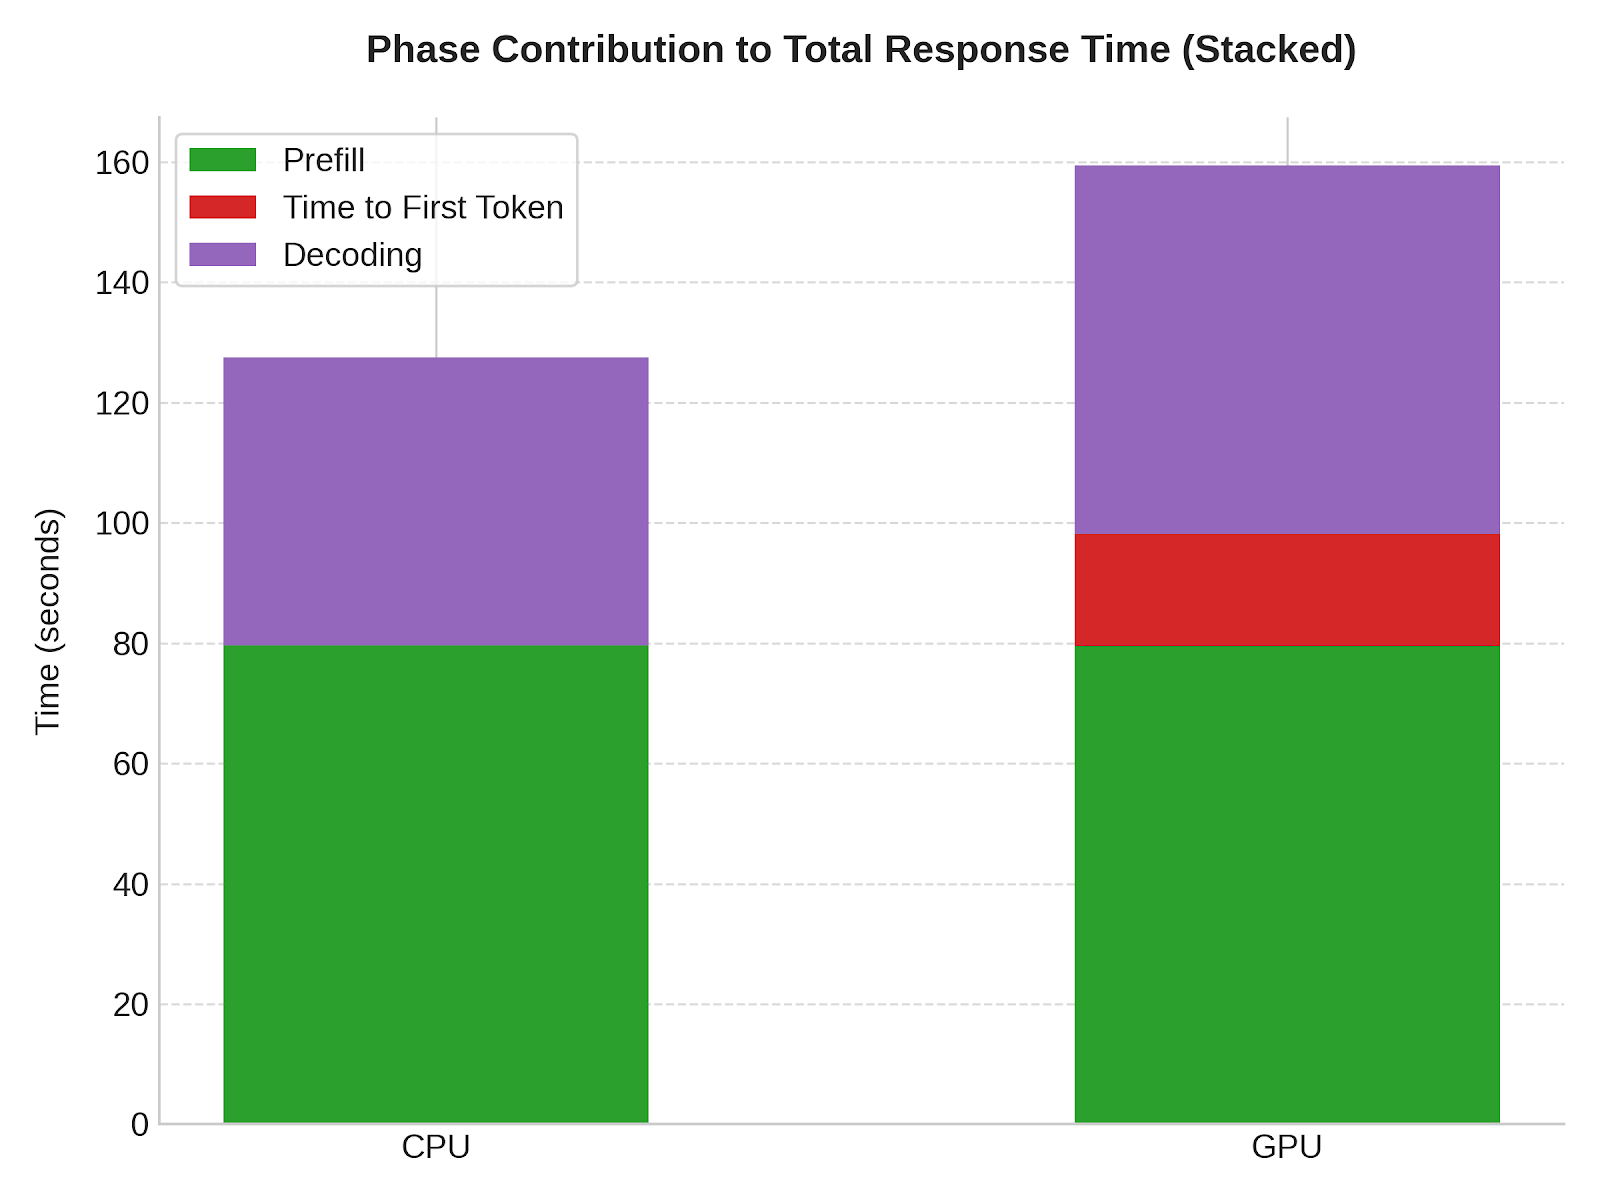 Phase Contribution to Total Response Time (Stacked)
Prefill
Time to First Token
Decoding
160
140
120
100
80
60
40
20
0
Time (seconds)
CPU
GPU